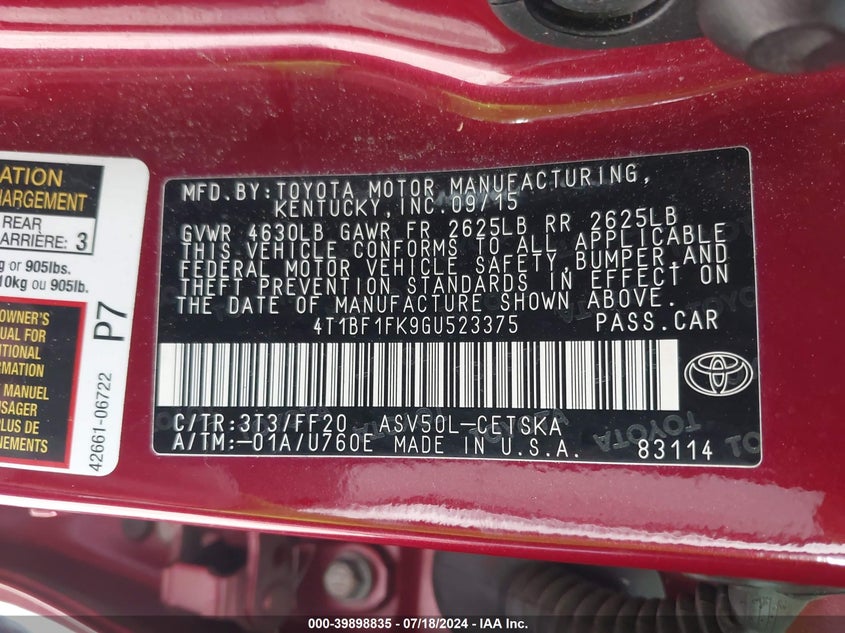 ATION
HARGEMENT
REAR
ARRIÈRE: 3
g or 905lbs.
10kg ou 905lb.
OWNER'S
UAL FOR
MATION
MANUEL
SAGER
PLUS DE
P7
42661-06722
MFD.BY:TOYOTA MOTOR MANUFACTURING,
KENTUCKY,INC.09/15
GVWR 4630LB GAWR FR 2625LB RR 2625LB
THIS VEHICLE CONFORMS TO ALL APPLICABLE
FEDERAL MOTOR VEHICLE SAFETY,BUMPER,AND
THEFT PREVENTION STANDARDS IN EFFECT ON
THE DATE OF MANUFACTURE SHOWN ABOVE.
4T1BF1FK9GU523375 PASS.CAR
C/TR:3T3/FF20 ASV50L-CETSKA
A/TM:-01A/U760E MADE IN U.S.A. 83114
000-39898835 - 07/18/2024 - IAA Inc.